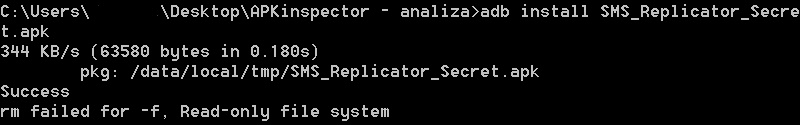 C:\Users\        \Desktop\APKinspector - analiza>adb install SMS_Replicator_Secre
t.apk
344 KB/s (63580 bytes in 0.180s)
        pkg: /data/local/tmp/SMS_Replicator_Secret.apk
Success
rm failed for -f, Read-only file system